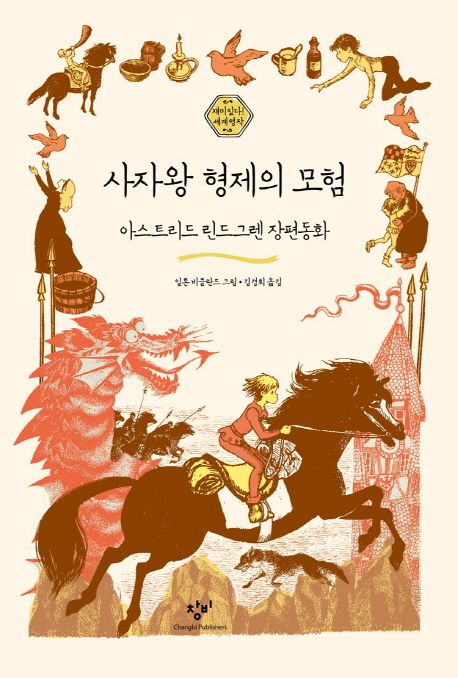 재미있다!
세계명작
사자왕 형제의 모험
아스트리드 린드그렌 장편동화
일론 비클란드 그림 • 김경희 옮김
창비
Changbi Publishers